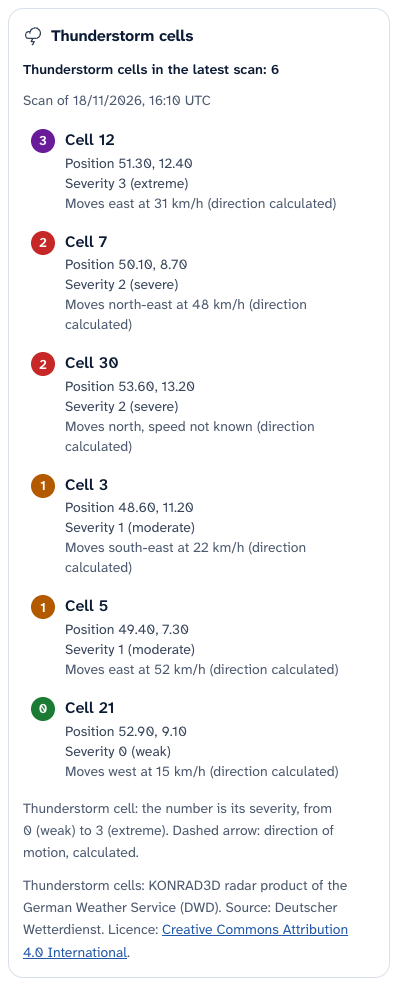 Thunderstorm cells
Thunderstorm cells in the latest scan: 6
Scan of 18/11/2026, 16:10 UTC
3
Cell 12
Position 51.30, 12.40
Severity 3 (extreme)
Moves east at 31 km/h (direction calculated)
2
Cell 7
Position 50.10, 8.70
Severity 2 (severe)
Moves north-east at 48 km/h (direction
calculated)
2
Cell 30
Position 53.60, 13.20
Severity 2 (severe)
Moves north, speed not known (direction
calculated)
1
Cell 3
Position 48.60, 11.20
Severity 1 (moderate)
Moves south-east at 22 km/h (direction
calculated)
1
Cell 5
Position 49.40, 7.30
Severity 1 (moderate)
Moves east at 52 km/h (direction calculated)
0
Cell 21
Position 52.90, 9.10
Severity 0 (weak)
Moves west at 15 km/h (direction calculated)
Thunderstorm cell: the number is its severity, from
0 (weak) to 3 (extreme). Dashed arrow: direction of
motion, calculated.
Thunderstorm cells: KONRAD3D radar product of the
German Weather Service (DWD). Source: Deutscher
Wetterdienst. Licence: Creative Commons Attribution
4.0 International.